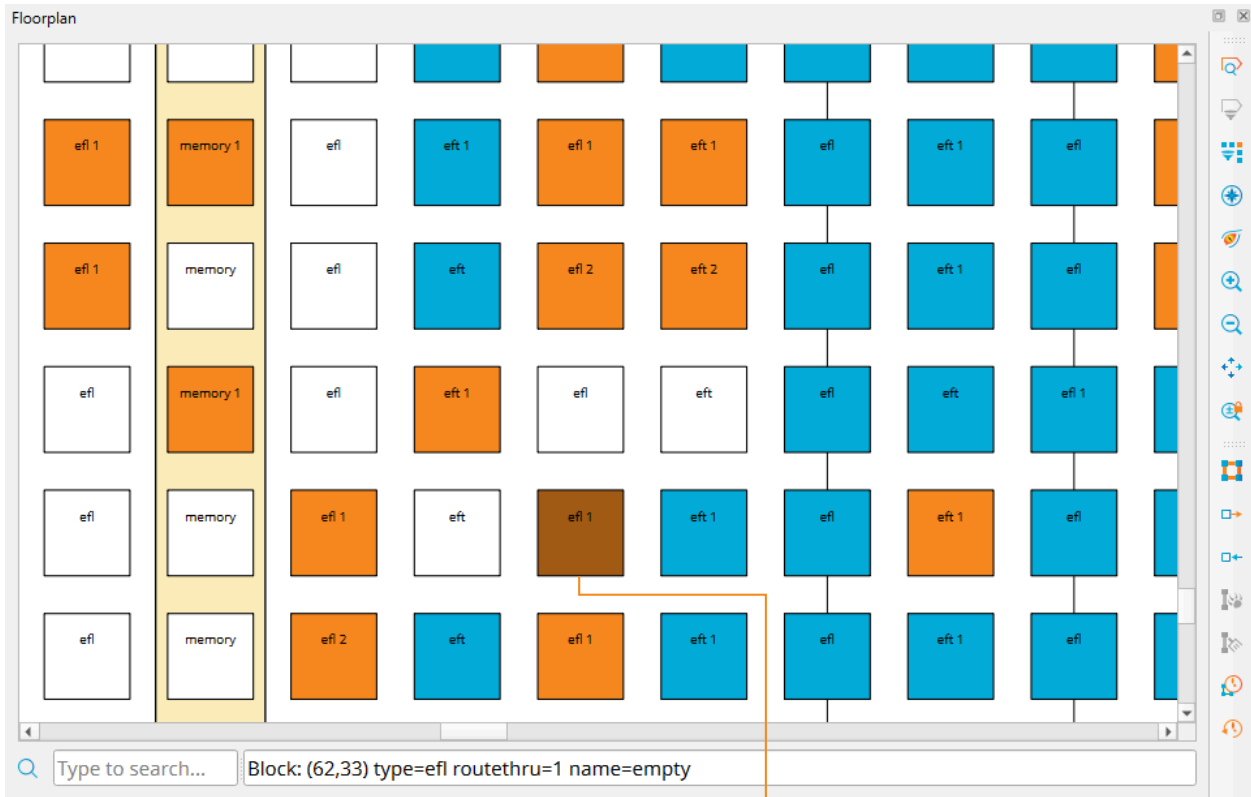 Floorplan
efl 1 memory 1 efl eft 1 efl 1 eft 1 efl eft 1 efl
efl 1 memory efl eft efl 2 eft 2 efl eft 1 efl
efl memory 1 efl eft 1 efl eft efl eft efl 1
efl memory efl 1 eft efl 1 eft 1 efl eft 1 efl
efl memory efl 2 eft efl 1 eft 1 efl eft 1 efl
Type to search... Block: (62,33) type=efl routethru=1 name=empty